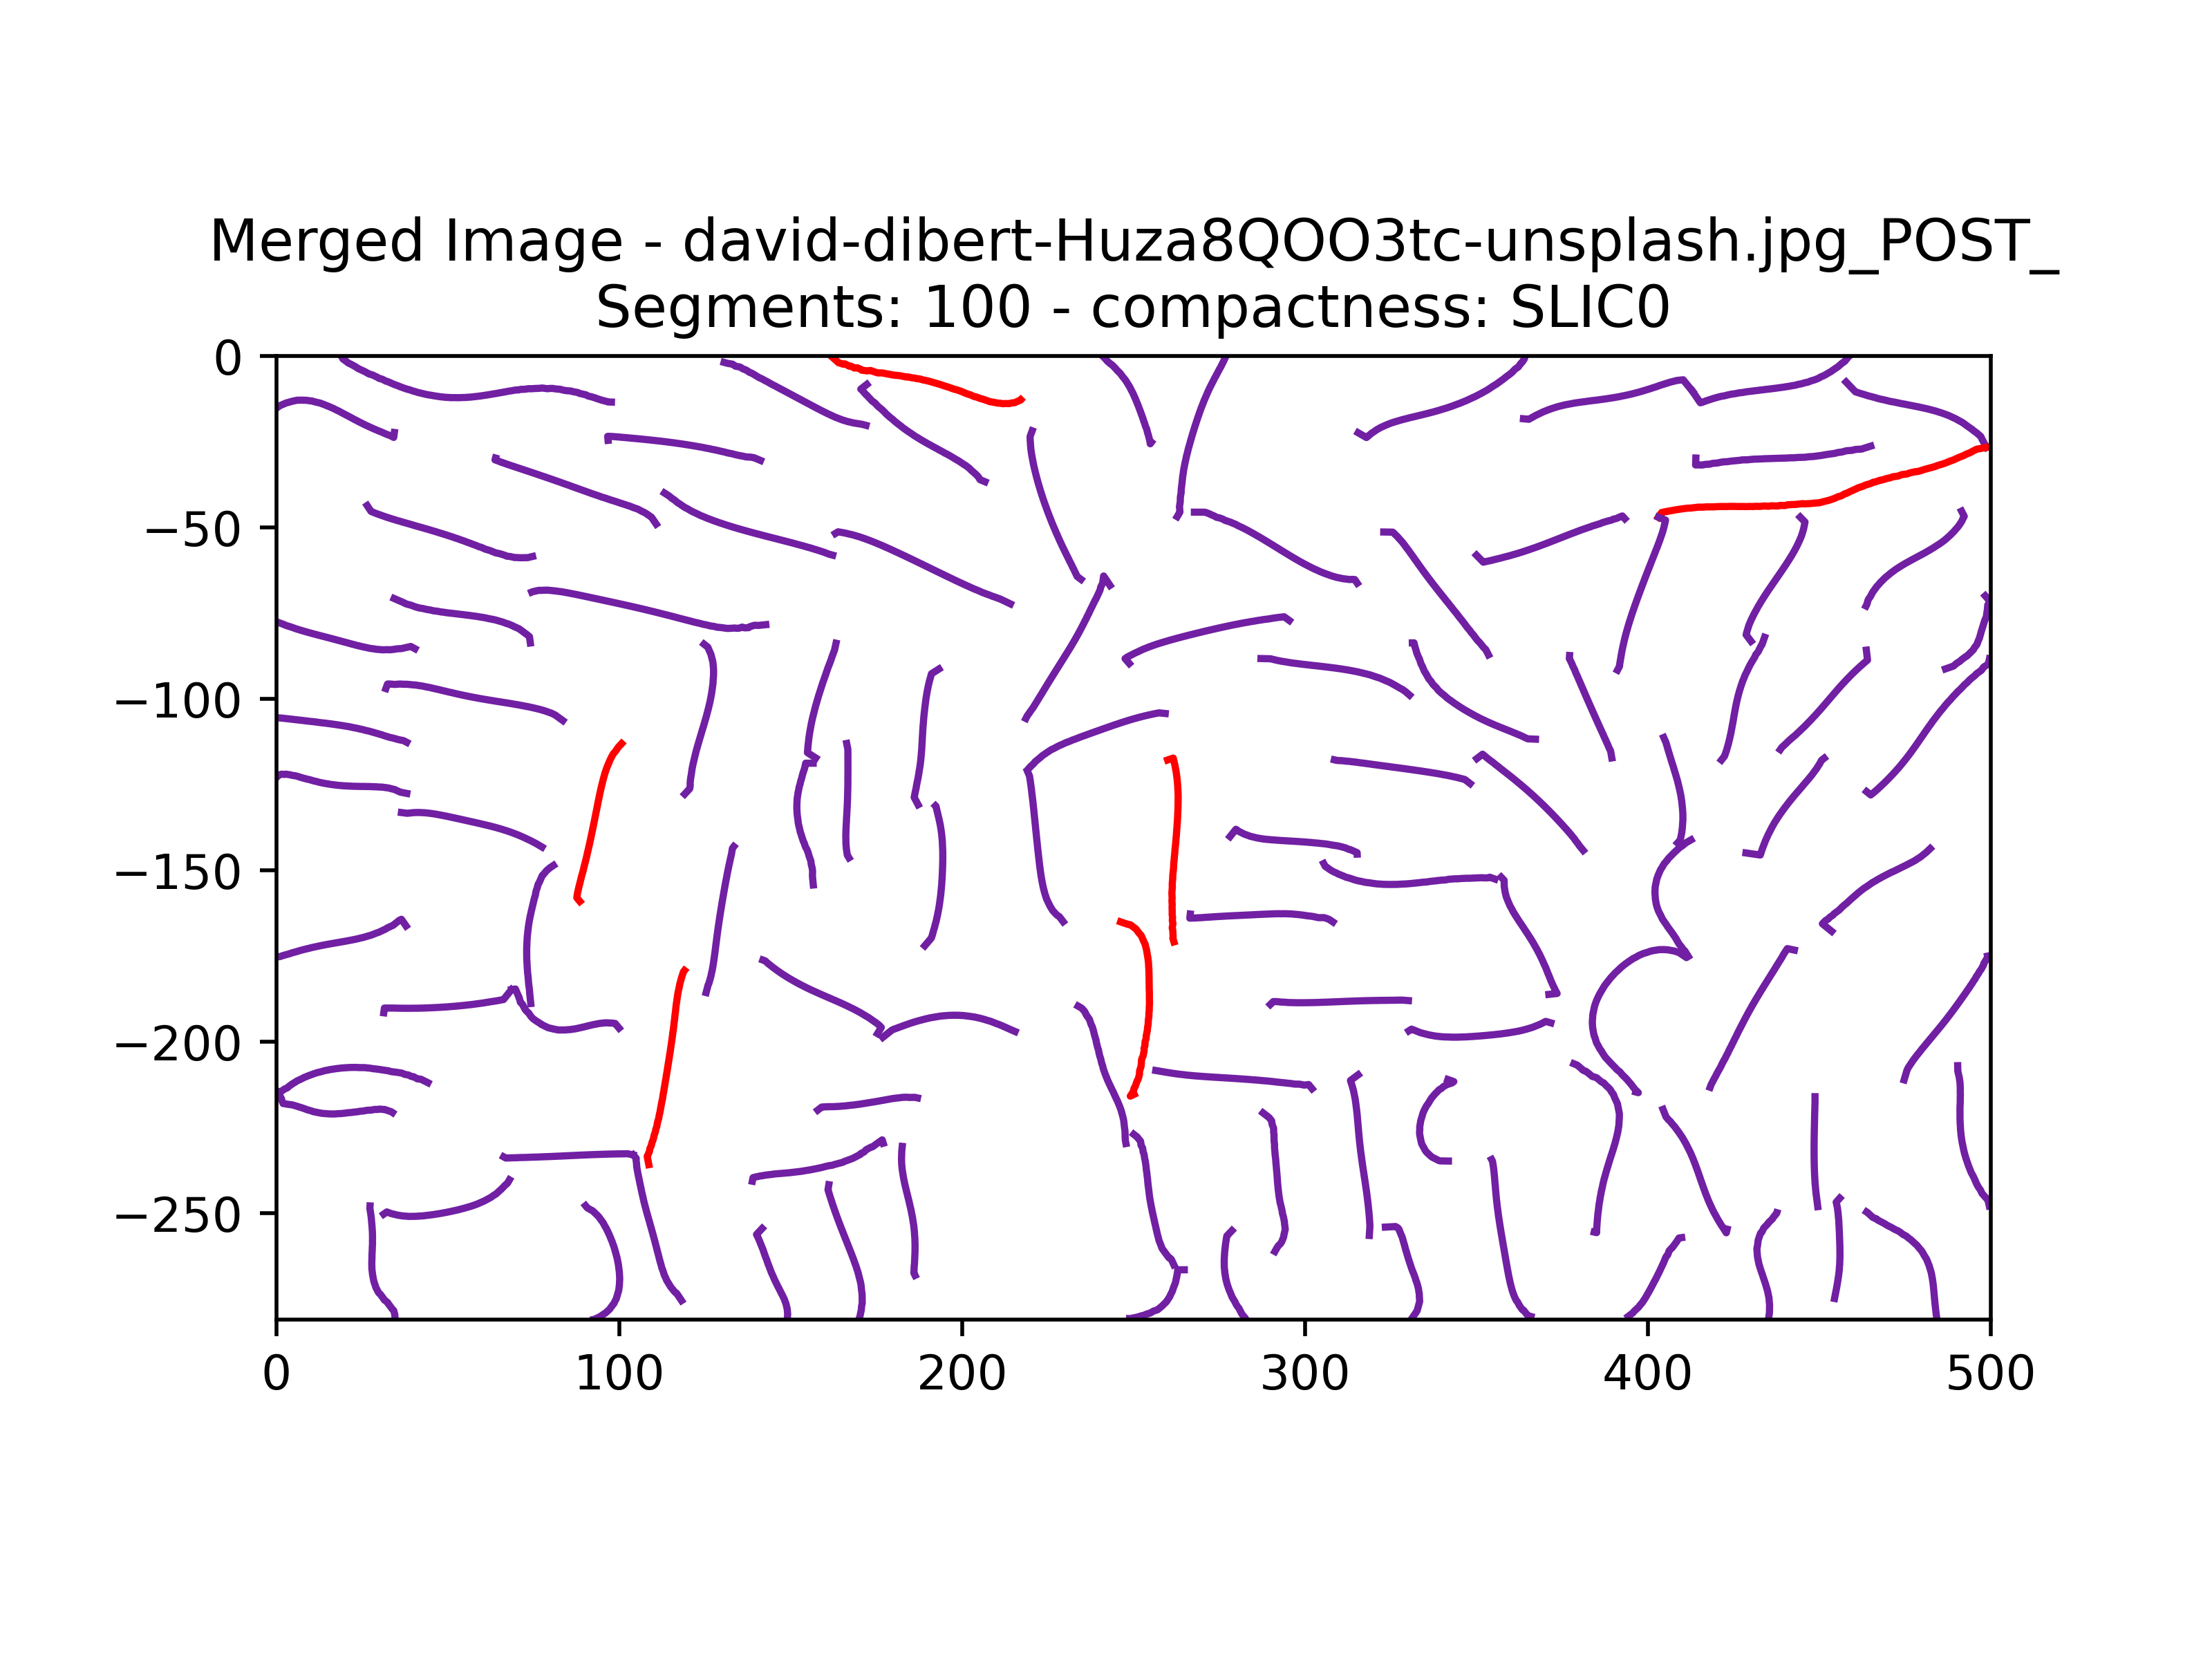 Merged Image - david-dibert-Huza8QOO3tc-unsplash.jpg_POST_
Segments: 100 - compactness: SLIC0
0
−50
−100
−150
−200
−250
0 100 200 300 400 500